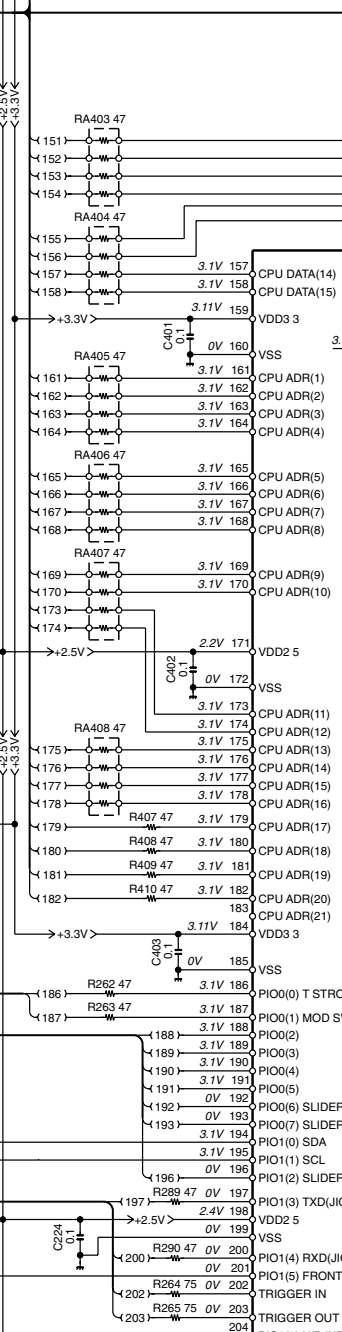 +2.5V
+3.3V
RA403 47
151
152
153
154
RA404 47
155
156
157
3.1V 157 CPU DATA(14)
158
3.1V 158 CPU DATA(15)
+3.3V
C401 0.1
3.11V 159 VDD3 3
0V 160 VSS
3.
RA405 47
161
3.1V 161 CPU ADR(1)
162
3.1V 162 CPU ADR(2)
163
3.1V 163 CPU ADR(3)
164
3.1V 164 CPU ADR(4)
RA406 47
165
3.1V 165 CPU ADR(5)
166
3.1V 166 CPU ADR(6)
167
3.1V 167 CPU ADR(7)
168
3.1V 168 CPU ADR(8)
RA407 47
169
3.1V 169 CPU ADR(9)
170
3.1V 170 CPU ADR(10)
173
174
+2.5V
C402 0.1
2.2V 171 VDD2 5
0V 172 VSS
3.1V 173 CPU ADR(11)
3.1V 174 CPU ADR(12)
+2.5V
+3.3V
RA408 47
175
3.1V 175 CPU ADR(13)
176
3.1V 176 CPU ADR(14)
177
3.1V 177 CPU ADR(15)
178
3.1V 178 CPU ADR(16)
179
R407 47
3.1V 179 CPU ADR(17)
180
R408 47
3.1V 180 CPU ADR(18)
181
R409 47
3.1V 181 CPU ADR(19)
182
R410 47
3.1V 182 CPU ADR(20)
183 CPU ADR(21)
+3.3V
C403 0.1
3.11V 184 VDD3 3
0V 185 VSS
186
R262 47
3.1V 186 PIO0(0) T STRO
187
R263 47
3.1V 187 PIO0(1) MOD S
188
3.1V 188 PIO0(2)
189
3.1V 189 PIO0(3)
190
3.1V 190 PIO0(4)
191
3.1V 191 PIO0(5)
192
0V 192 PIO0(6) SLIDER
193
0V 193 PIO0(7) SLIDER
3.1V 194 PIO1(0) SDA
3.1V 195 PIO1(1) SCL
196
0V 196 PIO1(2) SLIDER
197
R289 47
0V 197 PIO1(3) TXD(JI
+2.5V
C224 0.1
2.4V 198 VDD2 5
0V 199 VSS
200
R290 47
0V 200 PIO1(4) RXD(JI
0V 201 PIO1(5) FRONT
202
R264 75
0V 202 TRIGGER IN
203
R265 75
0V 203 TRIGGER OUT
204